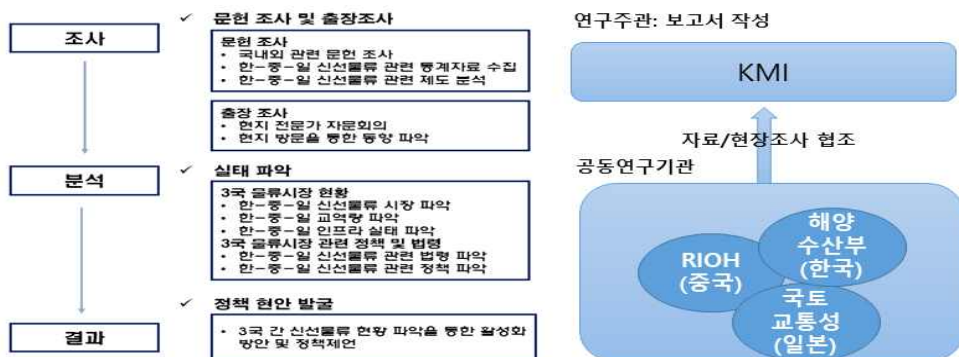 조사
✓ 문헌 조사 및 출장조사
문헌 조사
• 국내외 관련 문헌 조사
• 한-중-일 신선물류 관련 통계자료 수집
• 한-중-일 신선물류 관련 제도 분석
출장 조사
• 현지 전문가 자문회의
• 현지 방문을 통한 동향 파악
분석
✓ 실태 파악
3국 물류시장 현황
• 한-중-일 신선물류 시장 파악
• 한-중-일 교역량 파악
• 한-중-일 인프라 실태 파악
3국 물류시장 관련 정책 및 법령
• 한-중-일 신선물류 관련 법령 파악
• 한-중-일 신선물류 관련 정책 파악
결과
✓ 정책 현안 발굴
• 3국 간 신선물류 현황 파악을 통한 활성화
방안 및 정책제언
연구주관: 보고서 작성
KMI
자료/현장조사 협조
공동연구기관
RIOH
(중국)
해양
수산부
(한국)
국토
교통성
(일본)